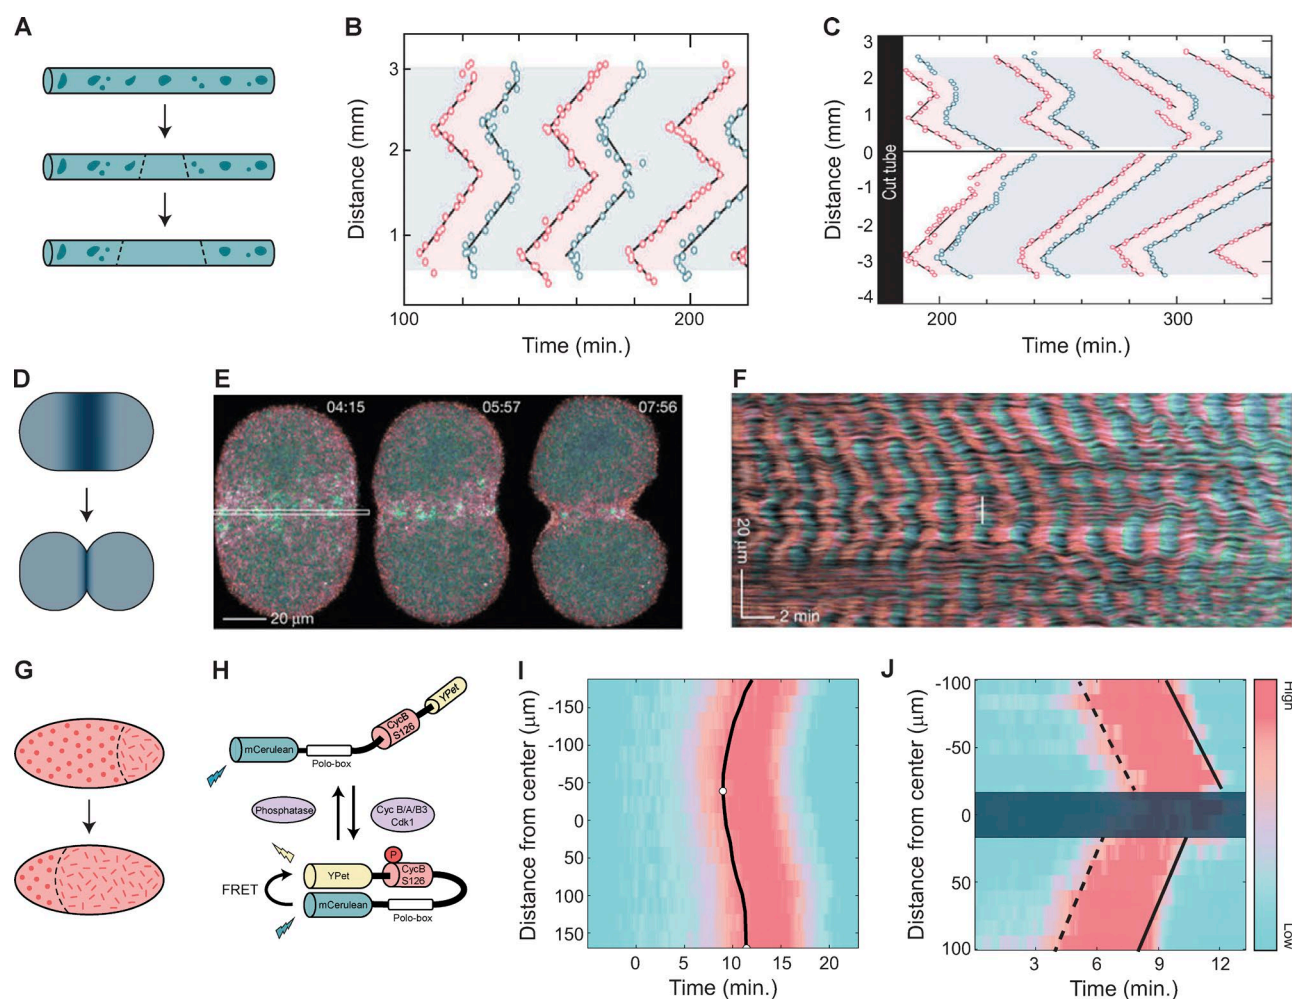 A
B
3
2
1
Distance (mm)
100
200
Time (min.)
C
3
2
1
0
-1
-2
-3
-4
Distance (mm)
Cut tube
200
300
Time (min.)
D
E
04:15
05:57
07:56
20 μm
F
20 μm
2 min
G
H
YPet
CycB
S126
mCerulean
Polo-box
Phosphatase
Cyc B/A/B3
Cdk1
P
YPet
CycB
S126
FRET
mCerulean
Polo-box
I
-150
-100
-50
0
50
100
150
Distance from center (μm)
0
5
10
15
20
Time (min.)
J
-100
-50
0
50
100
Distance from center (μm)
3
6
9
12
Time (min.)
High
Low